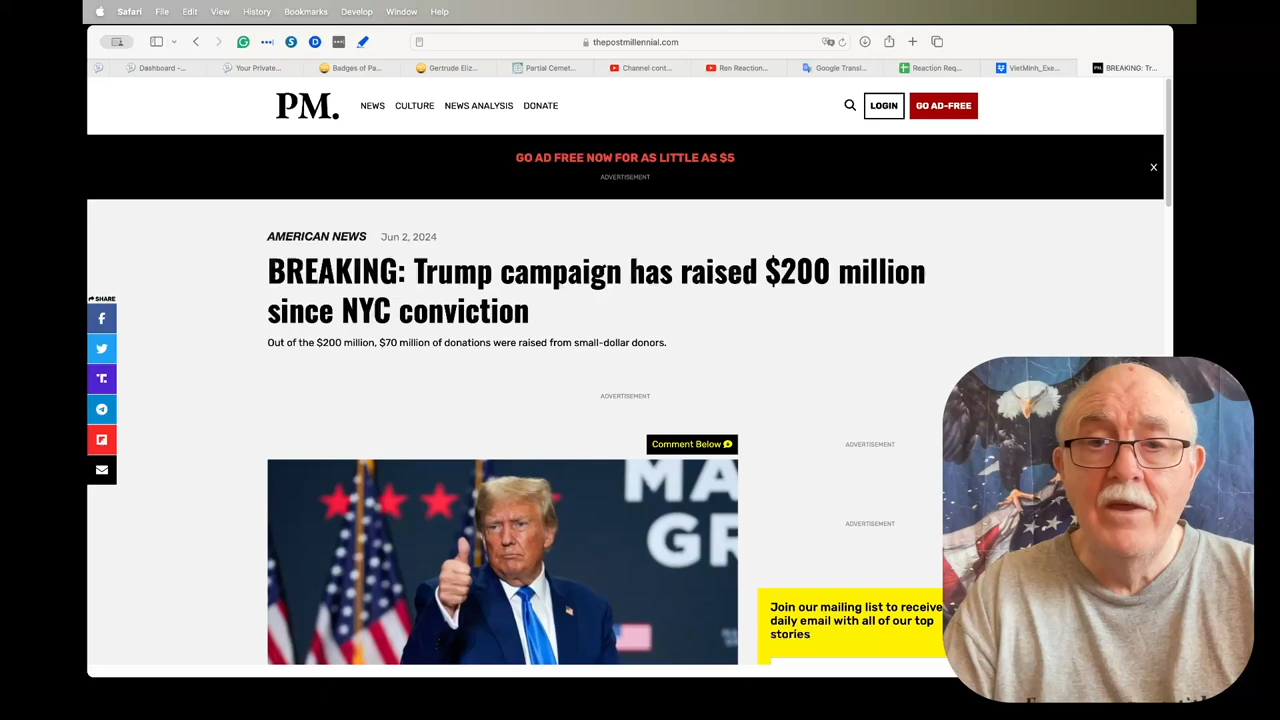 Safari File Edit View History Bookmarks Develop Window Help
thepostmillennial.com
Dashboard -... Your Private... Badges of Pa... Gertrude Eliz... Partial Cemet... Channel cont... Ren Reaction... Google Transl... Reaction Req... VietMinh_Exe... BREAKING: Tr...
PM. NEWS CULTURE NEWS ANALYSIS DONATE LOGIN GO AD-FREE
GO AD FREE NOW FOR AS LITTLE AS $5
ADVERTISEMENT
X
AMERICAN NEWS Jun 2, 2024
BREAKING: Trump campaign has raised $200 million
since NYC conviction
SHARE
Out of the $200 million, $70 million of donations were raised from small-dollar donors.
ADVERTISEMENT
Comment Below
ADVERTISEMENT
MA
GR
ADVERTISEMENT
Join our mailing list to receive
daily email with all of our top
stories